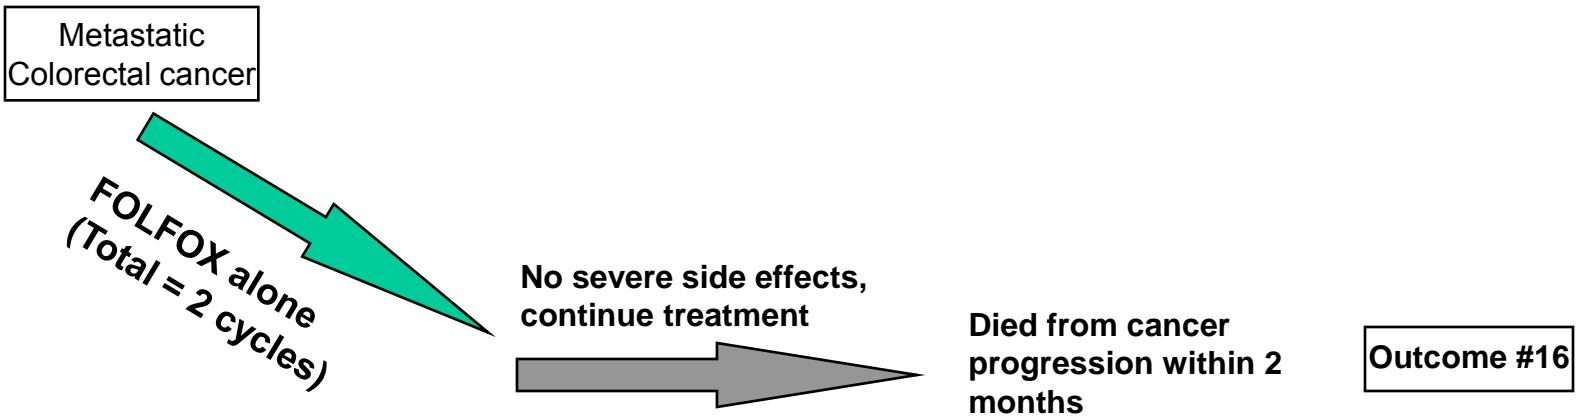 Metastatic
Colorectal cancer
FOLFOX alone
(Total = 2 cycles)
No severe side effects,
continue treatment
Died from cancer
progression within 2
months
Outcome #16